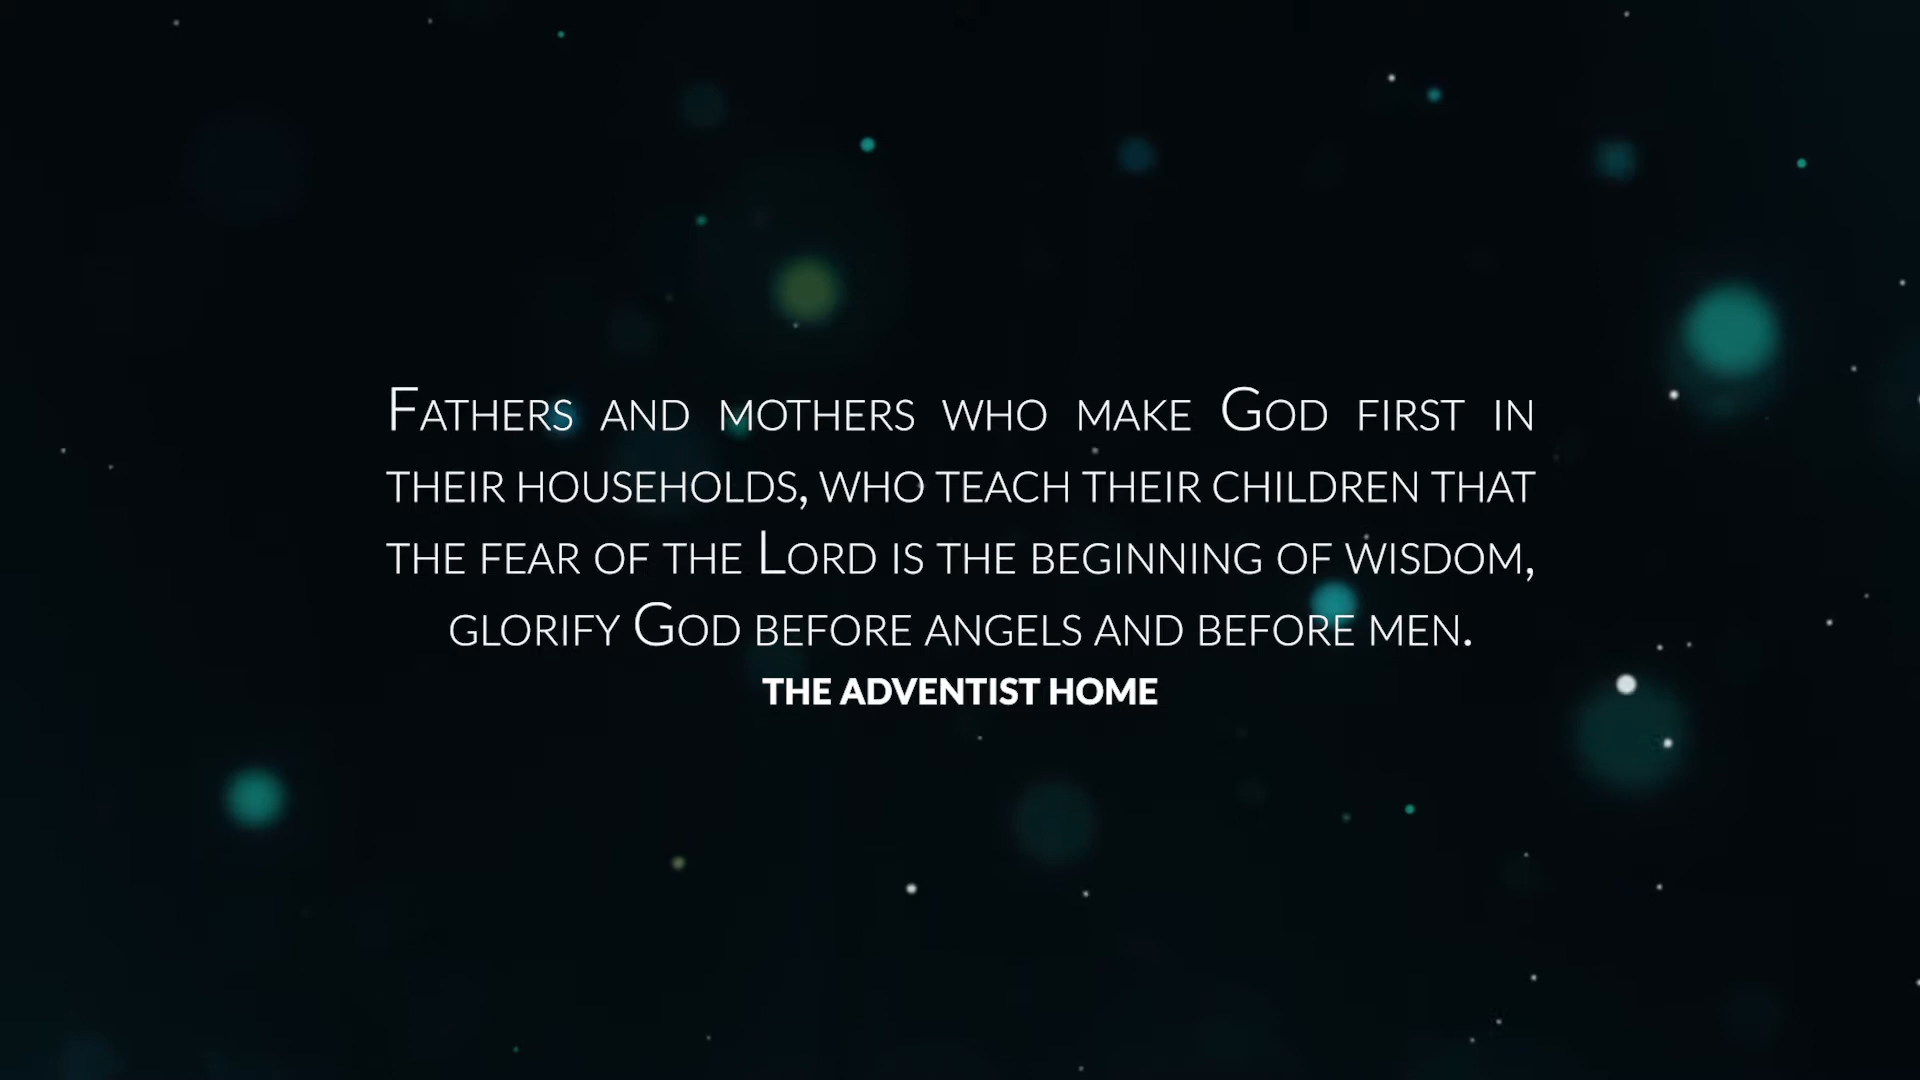 Fathers and mothers who make God first in
their households, who teach their children that
the fear of the Lord is the beginning of wisdom,
glorify God before angels and before men.
THE ADVENTIST HOME